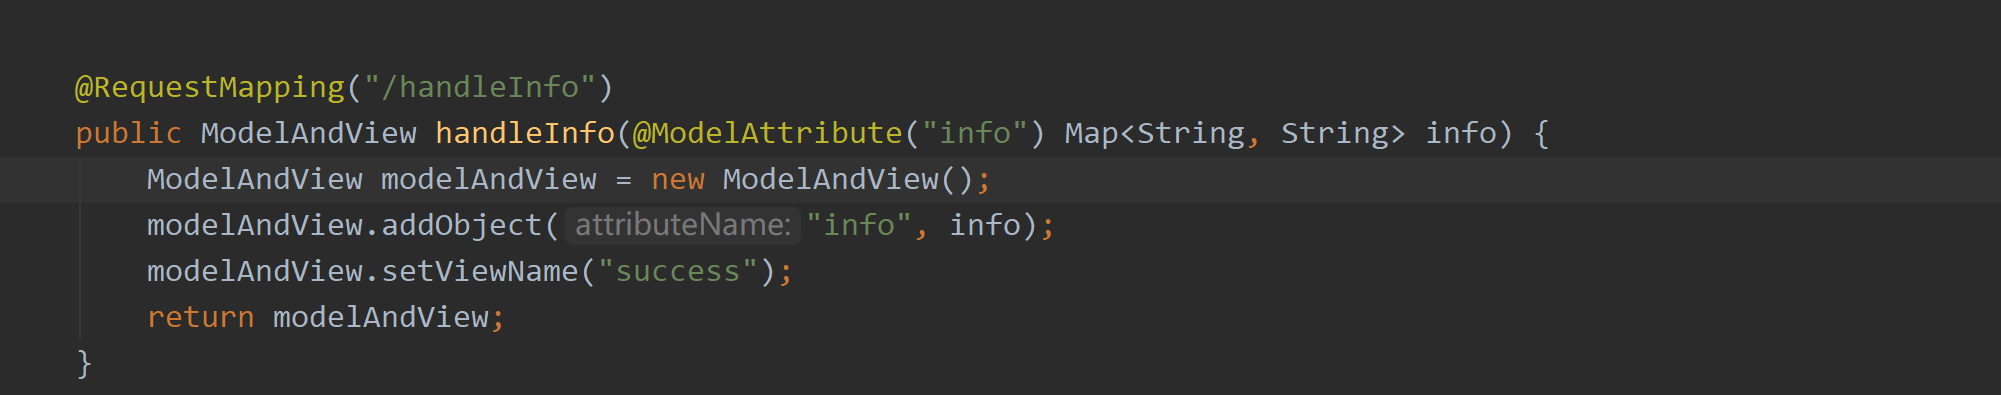 @RequestMapping("/handleInfo")
public ModelAndView handleInfo(@ModelAttribute("info") Map<String, String> info) {
ModelAndView modelAndView = new ModelAndView();
modelAndView.addObject( attributeName: "info", info);
modelAndView.setViewName("success");
return modelAndView;
}